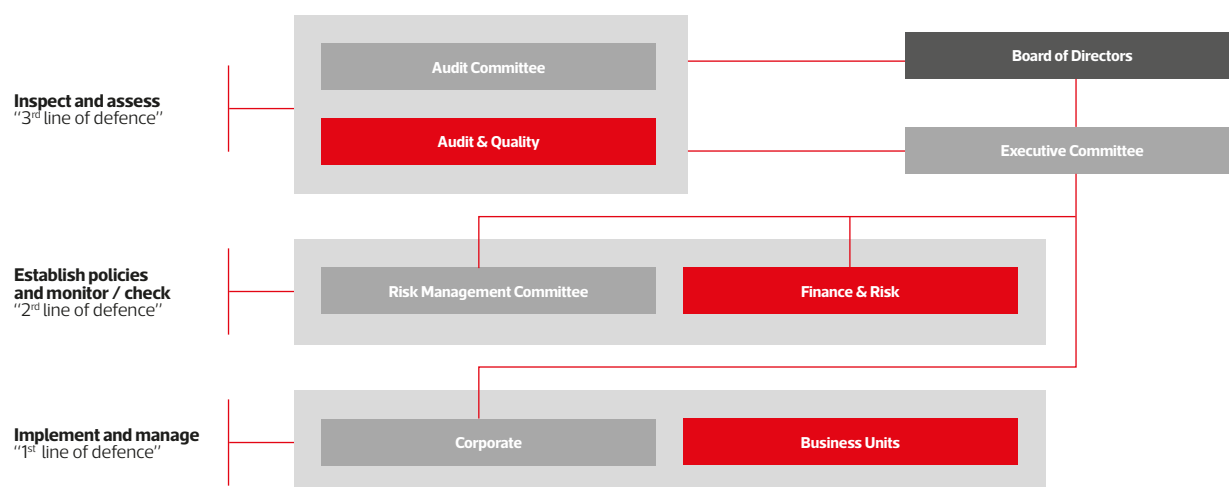 Audit Committee
Board of Directors
Inspect and assess
“3rd line of defence”
Audit & Quality
Executive Committee
Establish policies
and monitor / check
“2rd line of defence”
Risk Management Committee
Finance & Risk
Implement and manage
“1st line of defence”
Corporate
Business Units